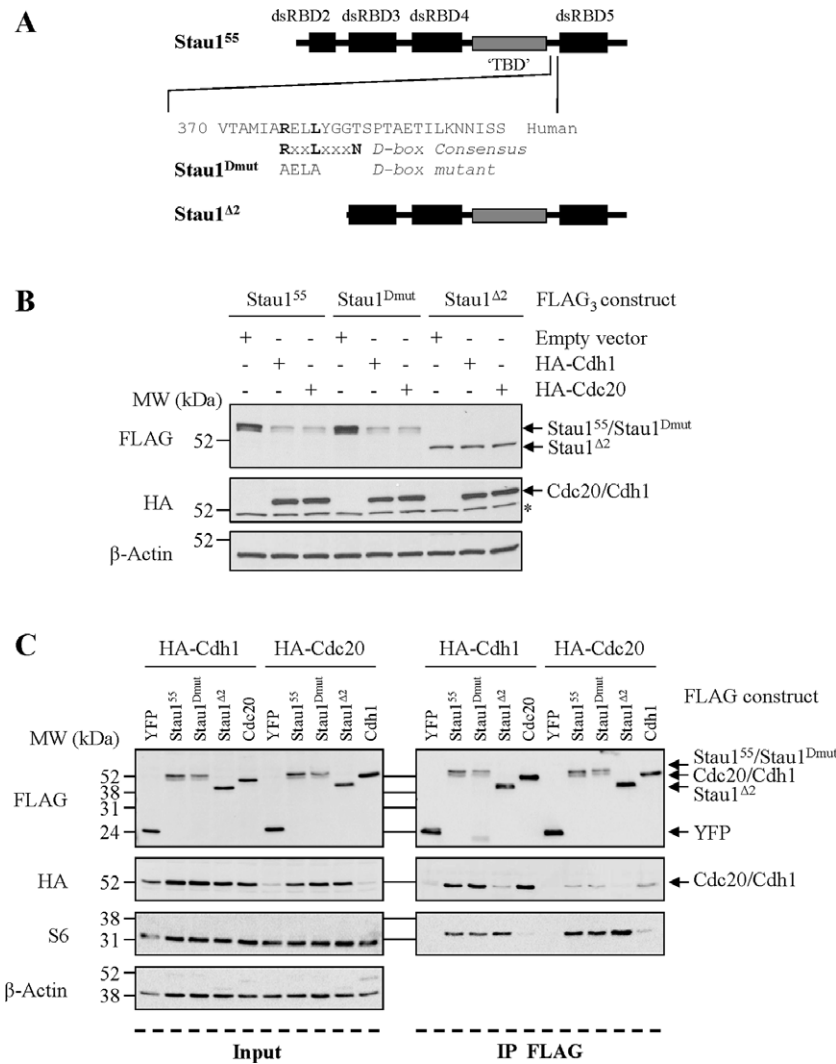 A
dsRBD2 dsRBD3 dsRBD4 dsRBD5
Stau1⁵⁵
'TBD'
370 VTAMIARELLYGGTSPTAETILKNNISS Human
RxxLxxxN D-box Consensus
Stau1ᴰᵐᵘᵗ AELA D-box mutant
Stau1^Δ2
B
Stau1⁵⁵ Stau1ᴰᵐᵘᵗ Stau1^Δ2 FLAG₃ construct
+ - - + - - + - - Empty vector
- + - - + - - + - HA-Cdh1
- - + - - + - - + HA-Cdc20
MW (kDa)
FLAG 52 Stau1⁵⁵/Stau1ᴰᵐᵘᵗ
Stau1^Δ2
HA 52 Cdc20/Cdh1
*
β-Actin 52
C
HA-Cdh1 HA-Cdc20 HA-Cdh1 HA-Cdc20
YFP Stau1⁵⁵ Stau1ᴰᵐᵘᵗ Stau1^Δ2 Cdc20 YFP Stau1⁵⁵ Stau1ᴰᵐᵘᵗ Stau1^Δ2 Cdh1 YFP Stau1⁵⁵ Stau1ᴰᵐᵘᵗ Stau1^Δ2 Cdc20 YFP Stau1⁵⁵ Stau1ᴰᵐᵘᵗ Stau1^Δ2 Cdh1 FLAG construct
MW (kDa)
FLAG 52 38 31 24
Stau1⁵⁵/Stau1ᴰᵐᵘᵗ
Cdc20/Cdh1
Stau1^Δ2
YFP
HA 52 Cdc20/Cdh1
S6 38 31
β-Actin 52 38
Input IP FLAG